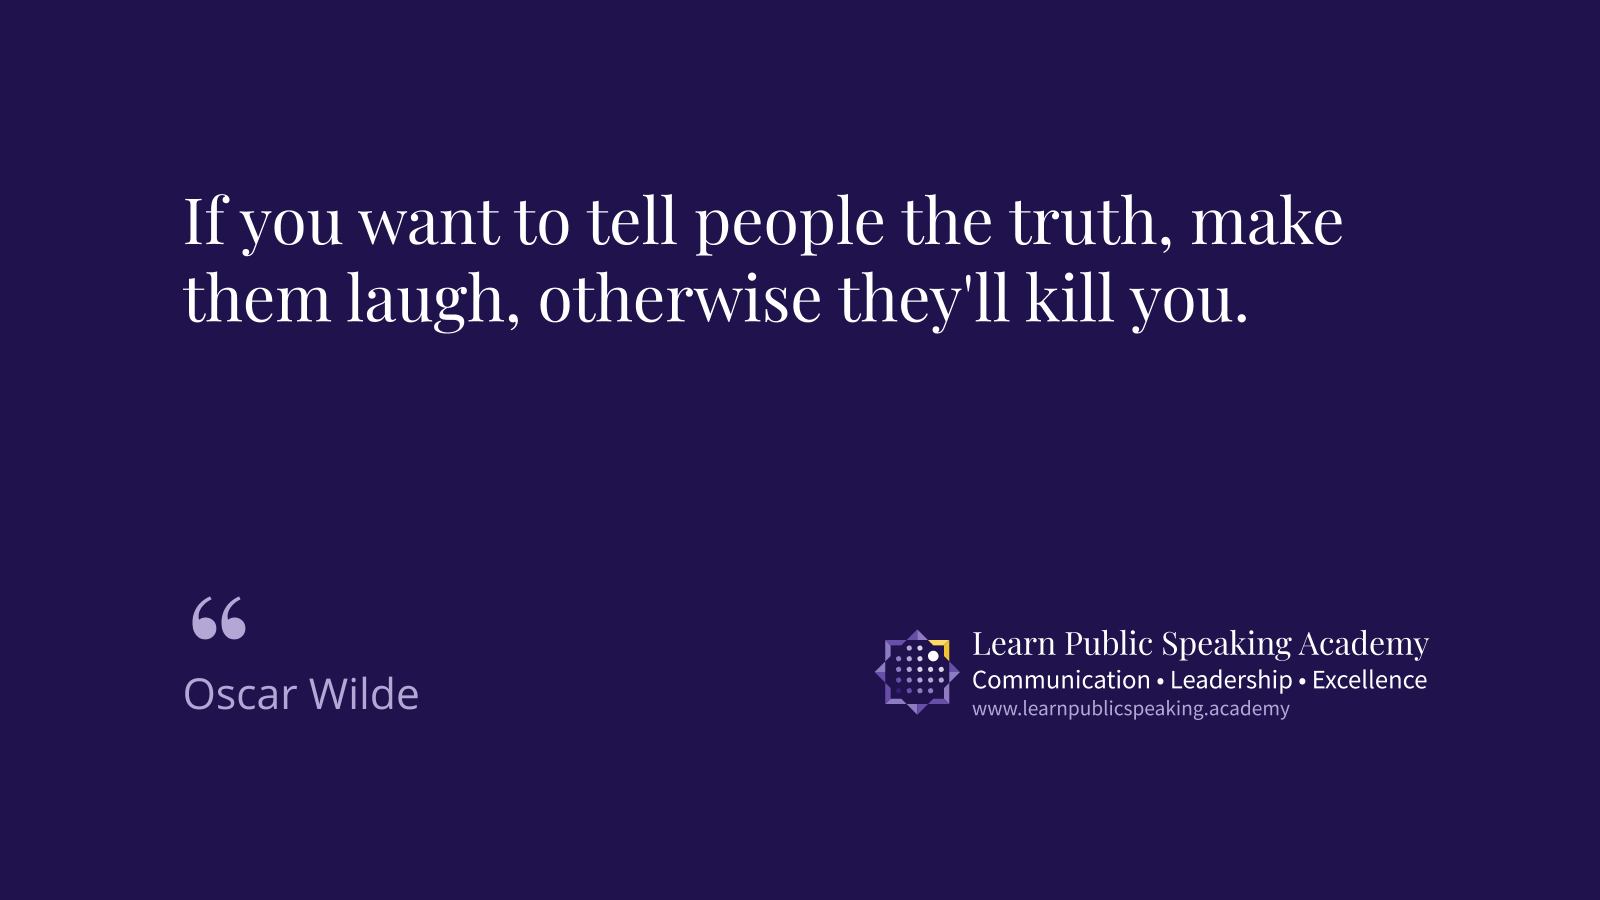 If you want to tell people the truth, make
them laugh, otherwise they'll kill you.
“
Oscar Wilde
Learn Public Speaking Academy
Communication • Leadership • Excellence
www.learnpublicspeaking.academy